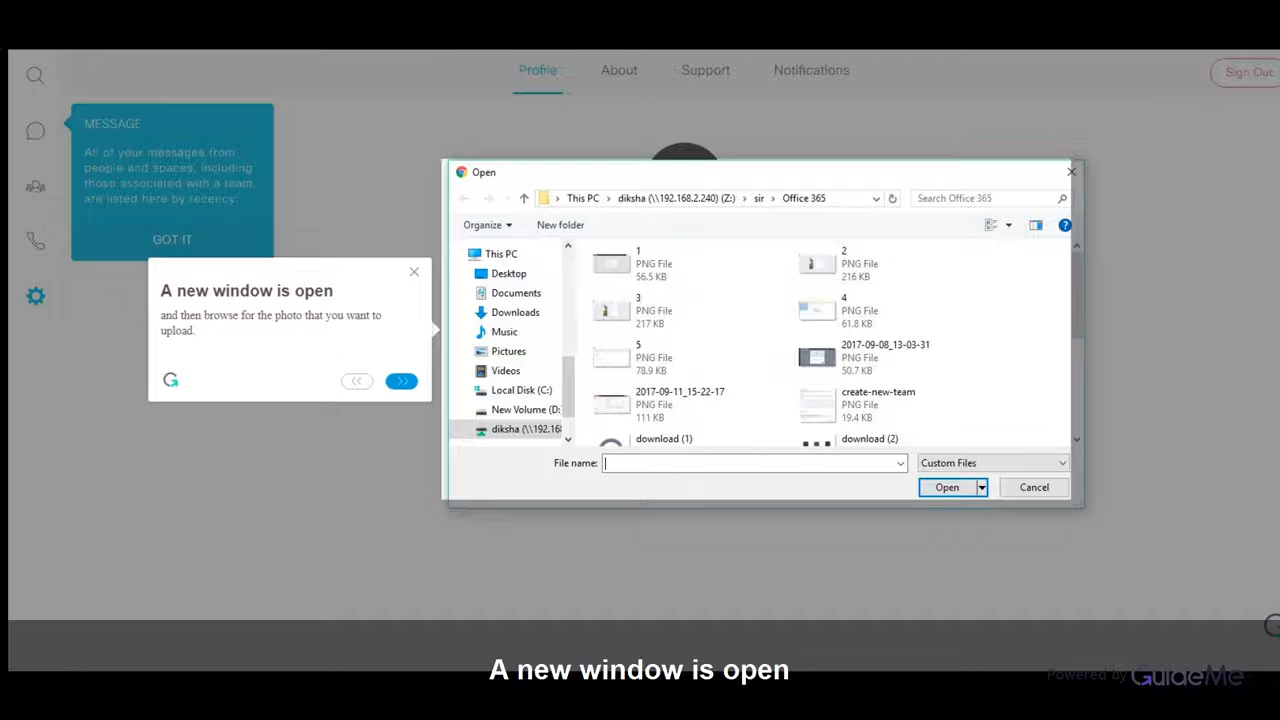 Profile
About
Support
Notifications
Sign Out
MESSAGE
All of your messages from
people and spaces, including
those associated with a team,
are listed here by recency.
GOT IT
A new window is open
and then browse for the photo that you want to
upload.
Open
This PC > diksha (\\192.168.2.240) (Z:) > sir > Office 365
Search Office 365
Organize
New folder
This PC
Desktop
Documents
Downloads
Music
Pictures
Videos
Local Disk (C:)
New Volume (D:
diksha (\\192.168
1
PNG File
56.5 KB
2
PNG File
216 KB
3
PNG File
217 KB
4
PNG File
61.8 KB
5
PNG File
78.9 KB
2017-09-08_13-03-31
PNG File
50.7 KB
2017-09-11_15-22-17
PNG File
111 KB
create-new-team
PNG File
19.4 KB
download (1)
download (2)
File name:
Custom Files
Open
Cancel
A new window is open
Powered by GuideMe